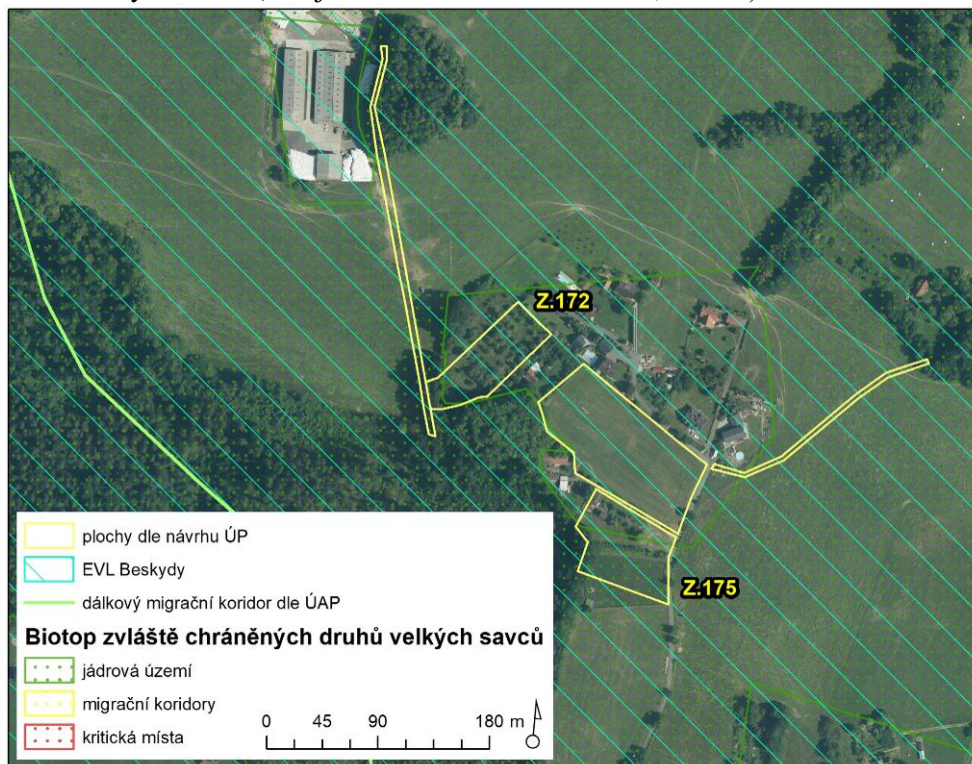 Z.172
Z.175
plochy dle návrhu ÚP
EVL Beskydy
dálkový migrační koridor dle ÚAP
Biotop zvláště chráněných druhů velkých savců
jádrová území
migrační koridory
kritická místa
0 45 90 180 m